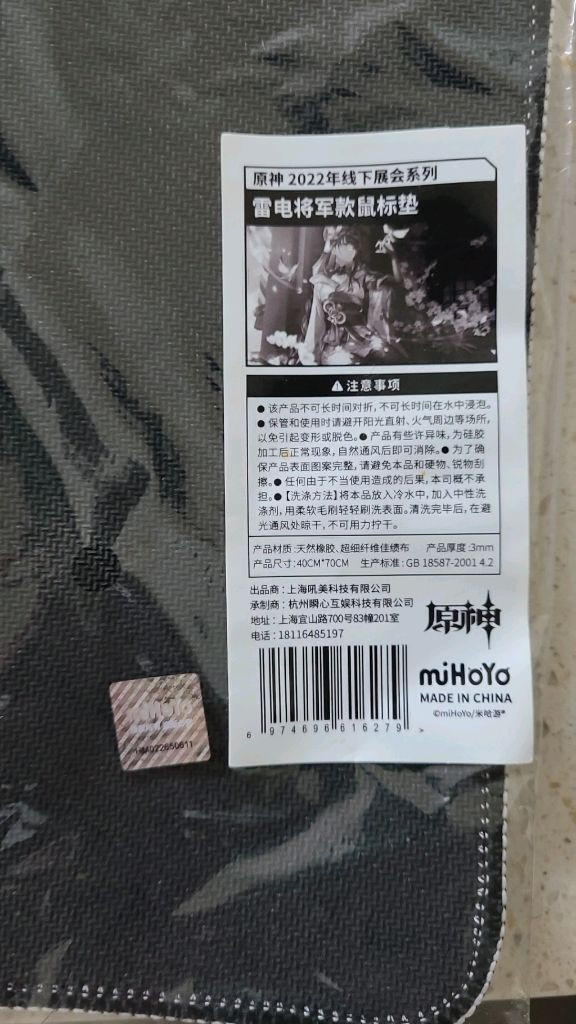 原神 2022年线下展会系列
雷电将军款鼠标垫
注意事项
● 该产品不可长时间对折，不可长时间在水中浸泡。
● 保管和使用时请避开阳光直射、火气周边等场所，
以免引起变形或脱色。● 产品有些许异味，为硅胶
加工后正常现象，自然通风后即可消除。● 为了确
保产品表面图案完整，请避免本品和硬物、锐物刮
擦。● 任何由于不当使用造成的后果，本司概不承
担。●【洗涤方法】将本品放入冷水中，加入中性洗
涤剂，用柔软毛刷轻轻刷洗表面。清洗完毕后，在避
光通风处晾干，不可用力拧干。
产品材质：天然橡胶、超细纤维佳绩布 产品厚度：3mm
产品尺寸：40CM*70CM 生产标准：GB 18587-2001 4.2
出品商：上海吼美科技有限公司
承制商：杭州瞬心互娱科技有限公司
地址：上海宜山路700号83幢201室
电话：18116485197
原神
miHoYo
MADE IN CHINA
©miHoYo/米哈游®
6 974696 616279 >
miHoYo
HM022650611